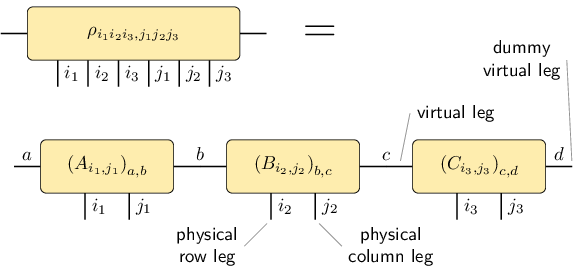 ρ_{i₁i₂i₃,j₁j₂j₃} =
i₁ i₂ i₃ j₁ j₂ j₃
dummy
virtual leg
virtual leg
a (A_{i₁,j₁})_{a,b} b (B_{i₂,j₂})_{b,c} c (C_{i₃,j₃})_{c,d} d
i₁ j₁ i₂ j₂ i₃ j₃
physical
row leg
physical
column leg